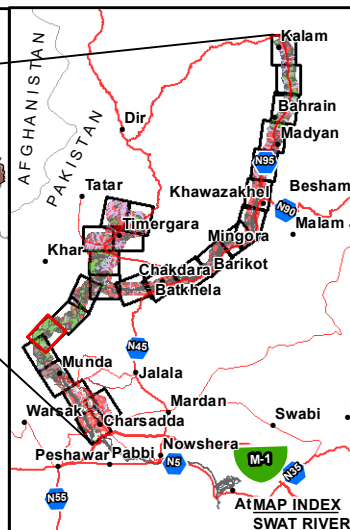 Kalam
AFGHANISTAN
PAKISTAN
Dir
Bahrain
Madyan
N95
Tatar
Khawazakhel
Besham
N90
Timergara
Malam
Khar
Mingora
Barikot
Chakdara
Batkhela
N45
Munda
Jalala
Mardan
Warsak
Charsadda
Swabi
Nowshera
Peshawar
Pabbi
N5
M-1
N35
N55
At
MAP INDEX
SWAT RIVER